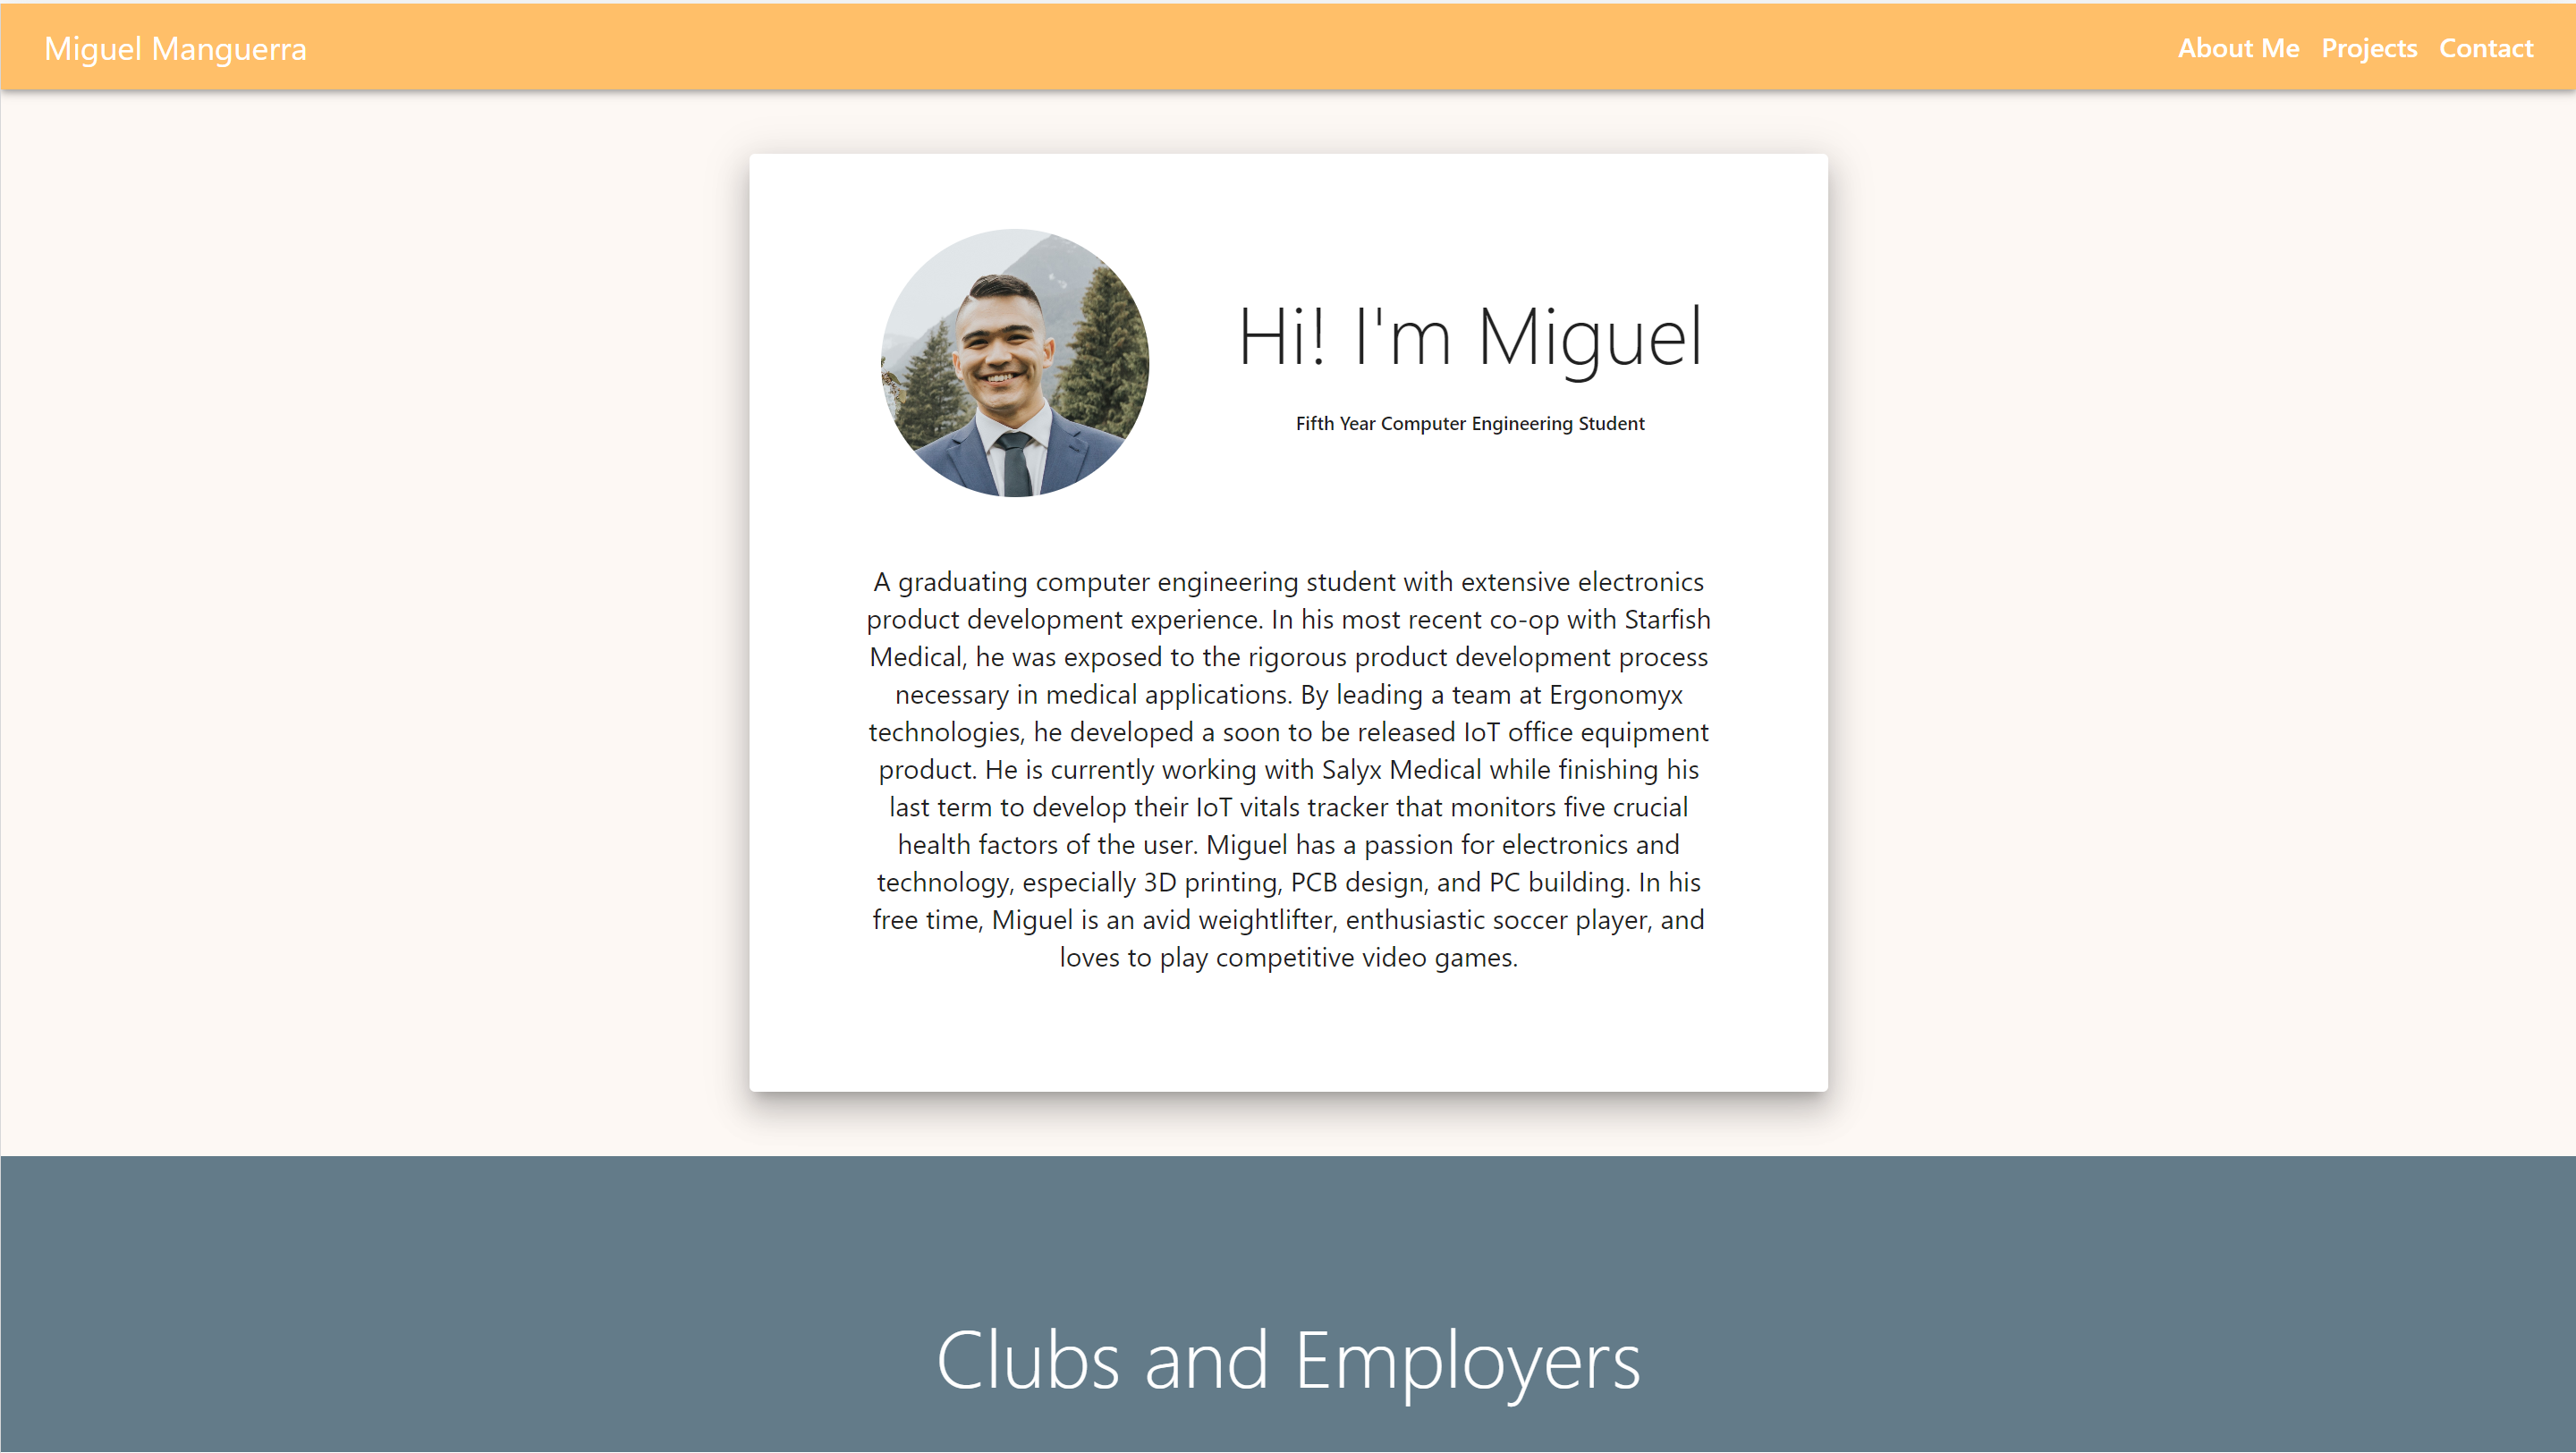 Miguel Manguerra
About Me Projects Contact
Hi! I'm Miguel
Fifth Year Computer Engineering Student
A graduating computer engineering student with extensive electronics
product development experience. In his most recent co-op with Starfish
Medical, he was exposed to the rigorous product development process
necessary in medical applications. By leading a team at Ergonomyx
technologies, he developed a soon to be released IoT office equipment
product. He is currently working with Salyx Medical while finishing his
last term to develop their IoT vitals tracker that monitors five crucial
health factors of the user. Miguel has a passion for electronics and
technology, especially 3D printing, PCB design, and PC building. In his
free time, Miguel is an avid weightlifter, enthusiastic soccer player, and
loves to play competitive video games.
Clubs and Employers